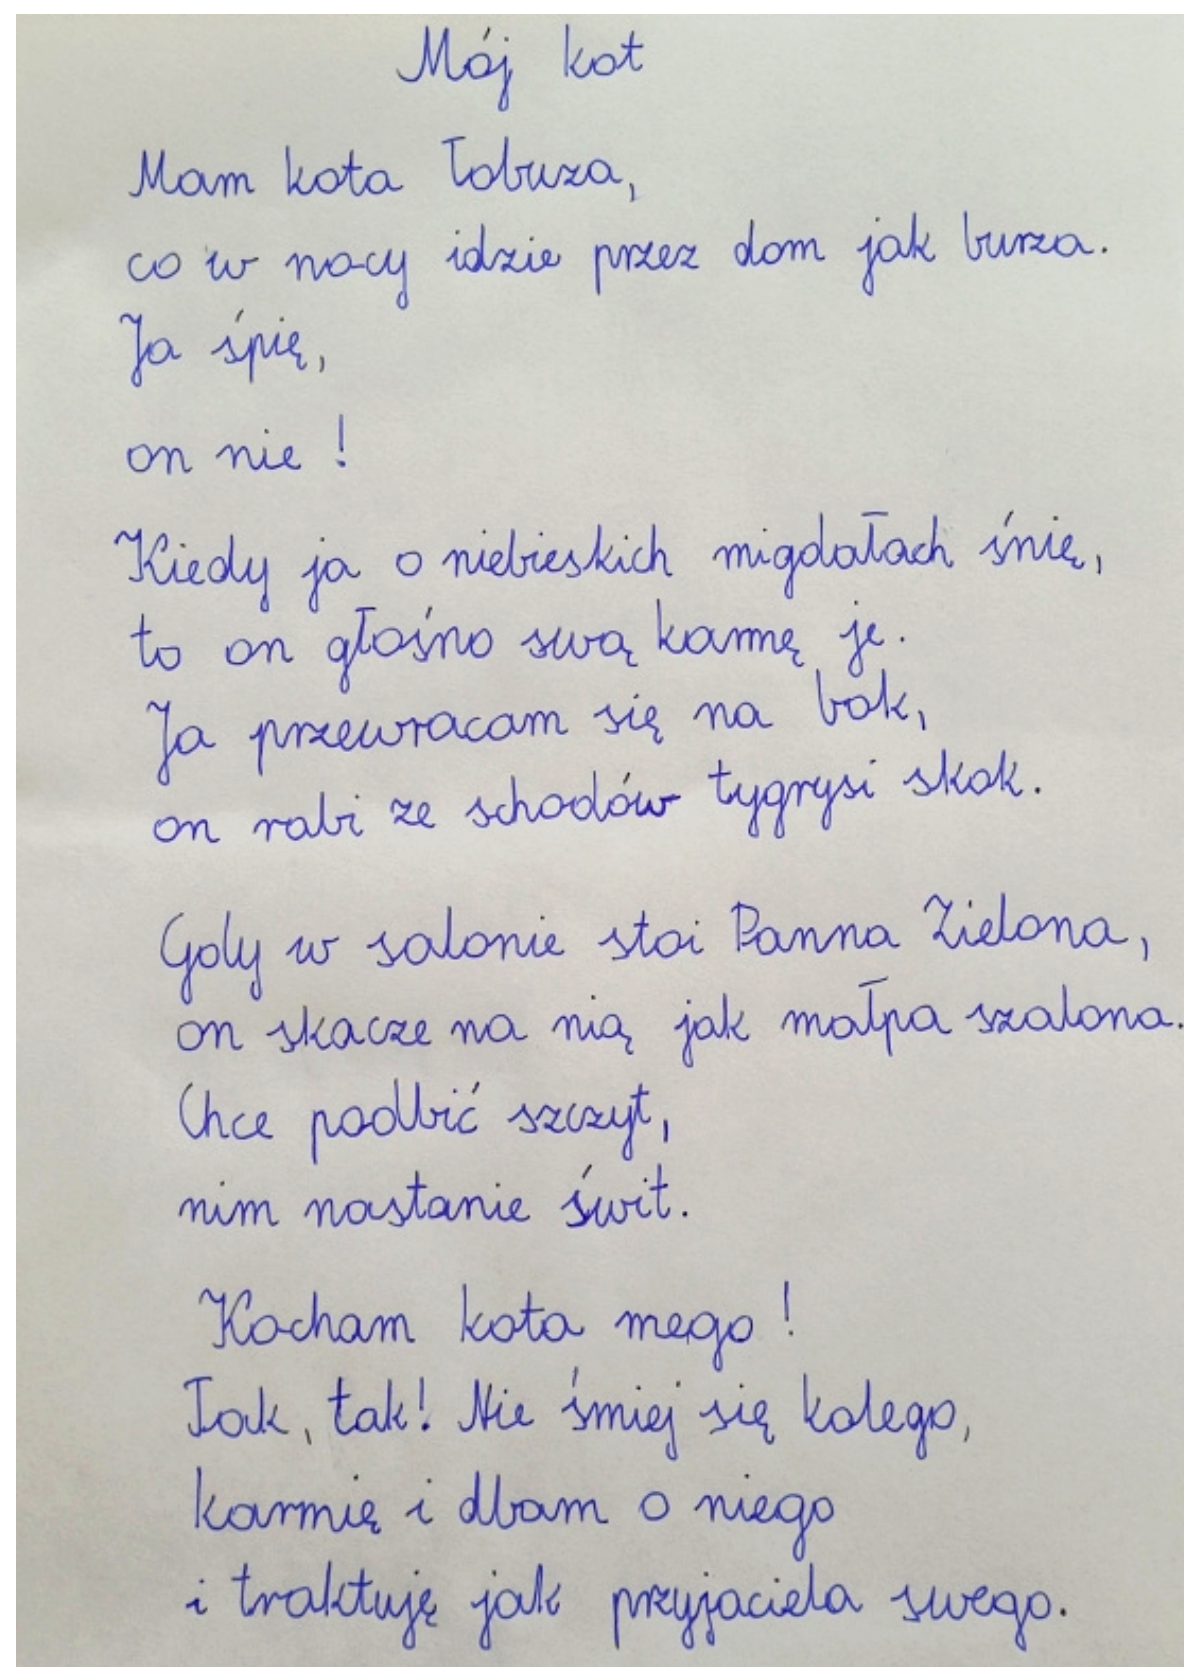 Mój kot
Mam kota łobuza,
co w nocy idzie przez dom jak burza.
Ja śpię,
on nie!
Kiedy ja o niebieskich migdałach śnię,
to on głośno swą karmę je.
Ja przewracam się na bok,
on robi ze schodów tygrysi skok.
Gdy w salonie stoi Panna Zielona,
on skacze na nią jak małpa szalona.
Chce podbić szczyt,
nim nastanie świt.
Kocham kota mego!
Tak, tak! Nie śmiej się kolego,
karmię i dbam o niego
i traktuję jak przyjaciela swego.